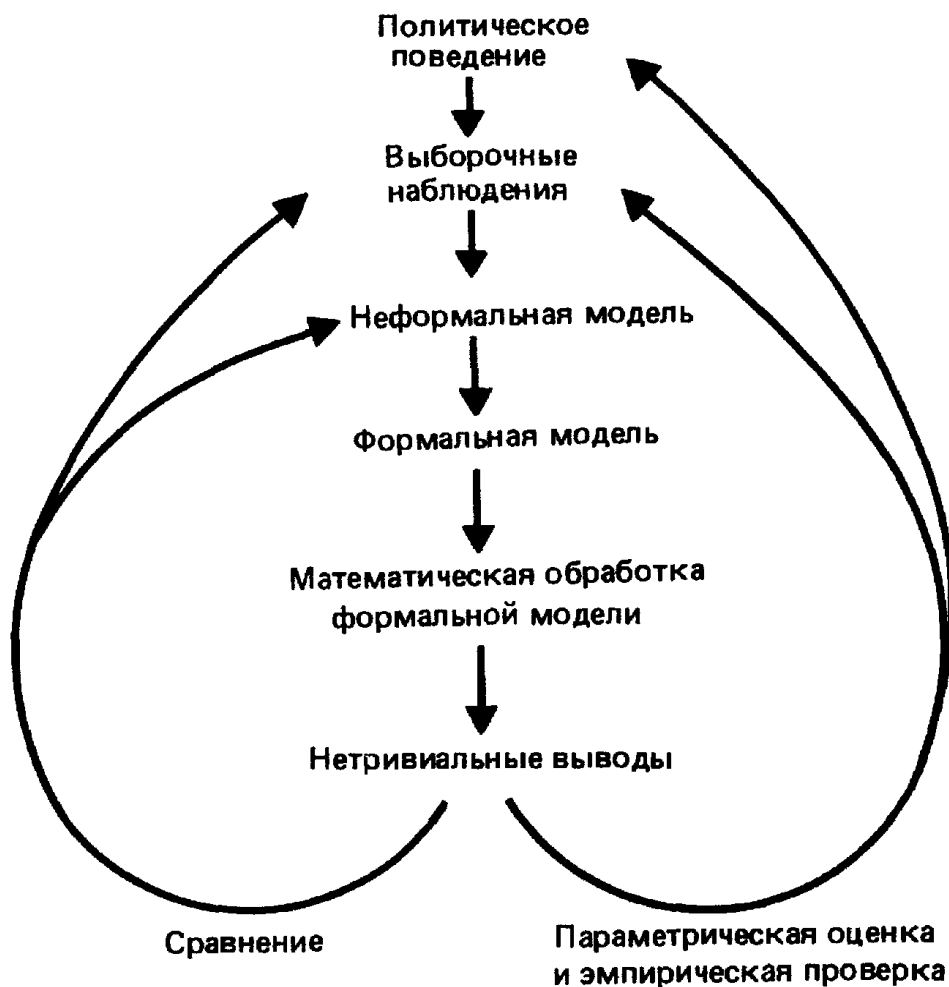 Политическое
поведение
Выборочные
наблюдения
Неформальная модель
Формальная модель
Математическая обработка
формальной модели
Нетривиальные выводы
Сравнение
Параметрическая оценка
и эмпирическая проверка